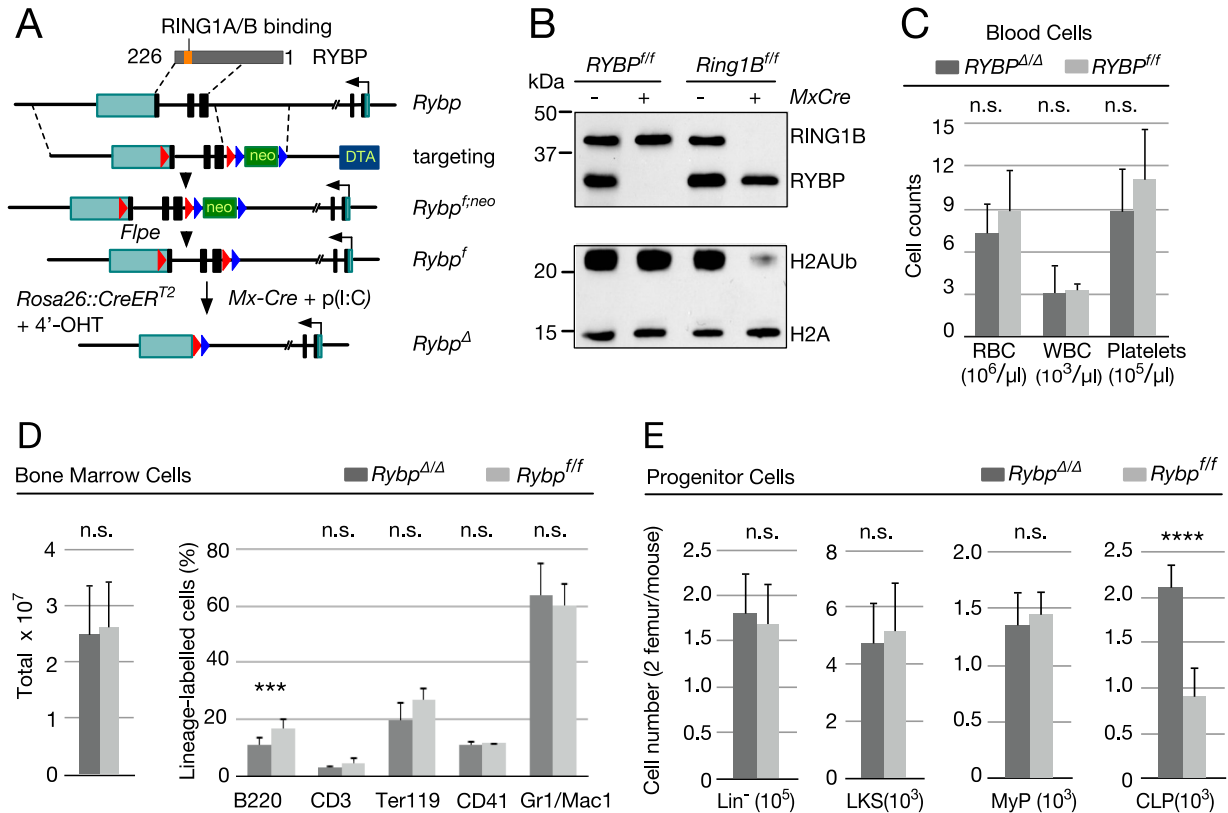 A
RING1A/B binding
226 1 RYBP
Rybp
neo DTA targeting
neo Rybp^f;neo
Flpe
Rybp^f
Rosa26::CreER^T2 Mx-Cre + p(I:C)
+ 4'-OHT
Rybp^Δ
B
RYBP^f/f Ring1B^f/f
kDa - + - + MxCre
50
RING1B
37
RYBP
H2AUb
20
15 H2A
C
Blood Cells
RYBP^Δ/Δ RYBP^f/f
n.s. n.s. n.s.
Cell counts
15
12
9
6
3
0
RBC WBC Platelets
(10^6/µl) (10^3/µl) (10^5/µl)
D
Bone Marrow Cells Rybp^Δ/Δ Rybp^f/f
n.s.
Total x 10^7
4
3
2
1
0
n.s. n.s. n.s. n.s.
***
Lineage-labelled cells (%)
80
60
40
20
0
B220 CD3 Ter119 CD41 Gr1/Mac1
E
Progenitor Cells Rybp^Δ/Δ Rybp^f/f
Cell number (2 femur/mouse)
n.s.
2.5
2.0
1.5
1.0
0.5
0
Lin^- (10^5)
n.s.
8
6
4
2
0
LKS(10^3)
n.s.
2.0
1.5
1.0
0.5
0
MyP (10^3)
****
2.5
2.0
1.5
1.0
0.5
0
CLP(10^3)